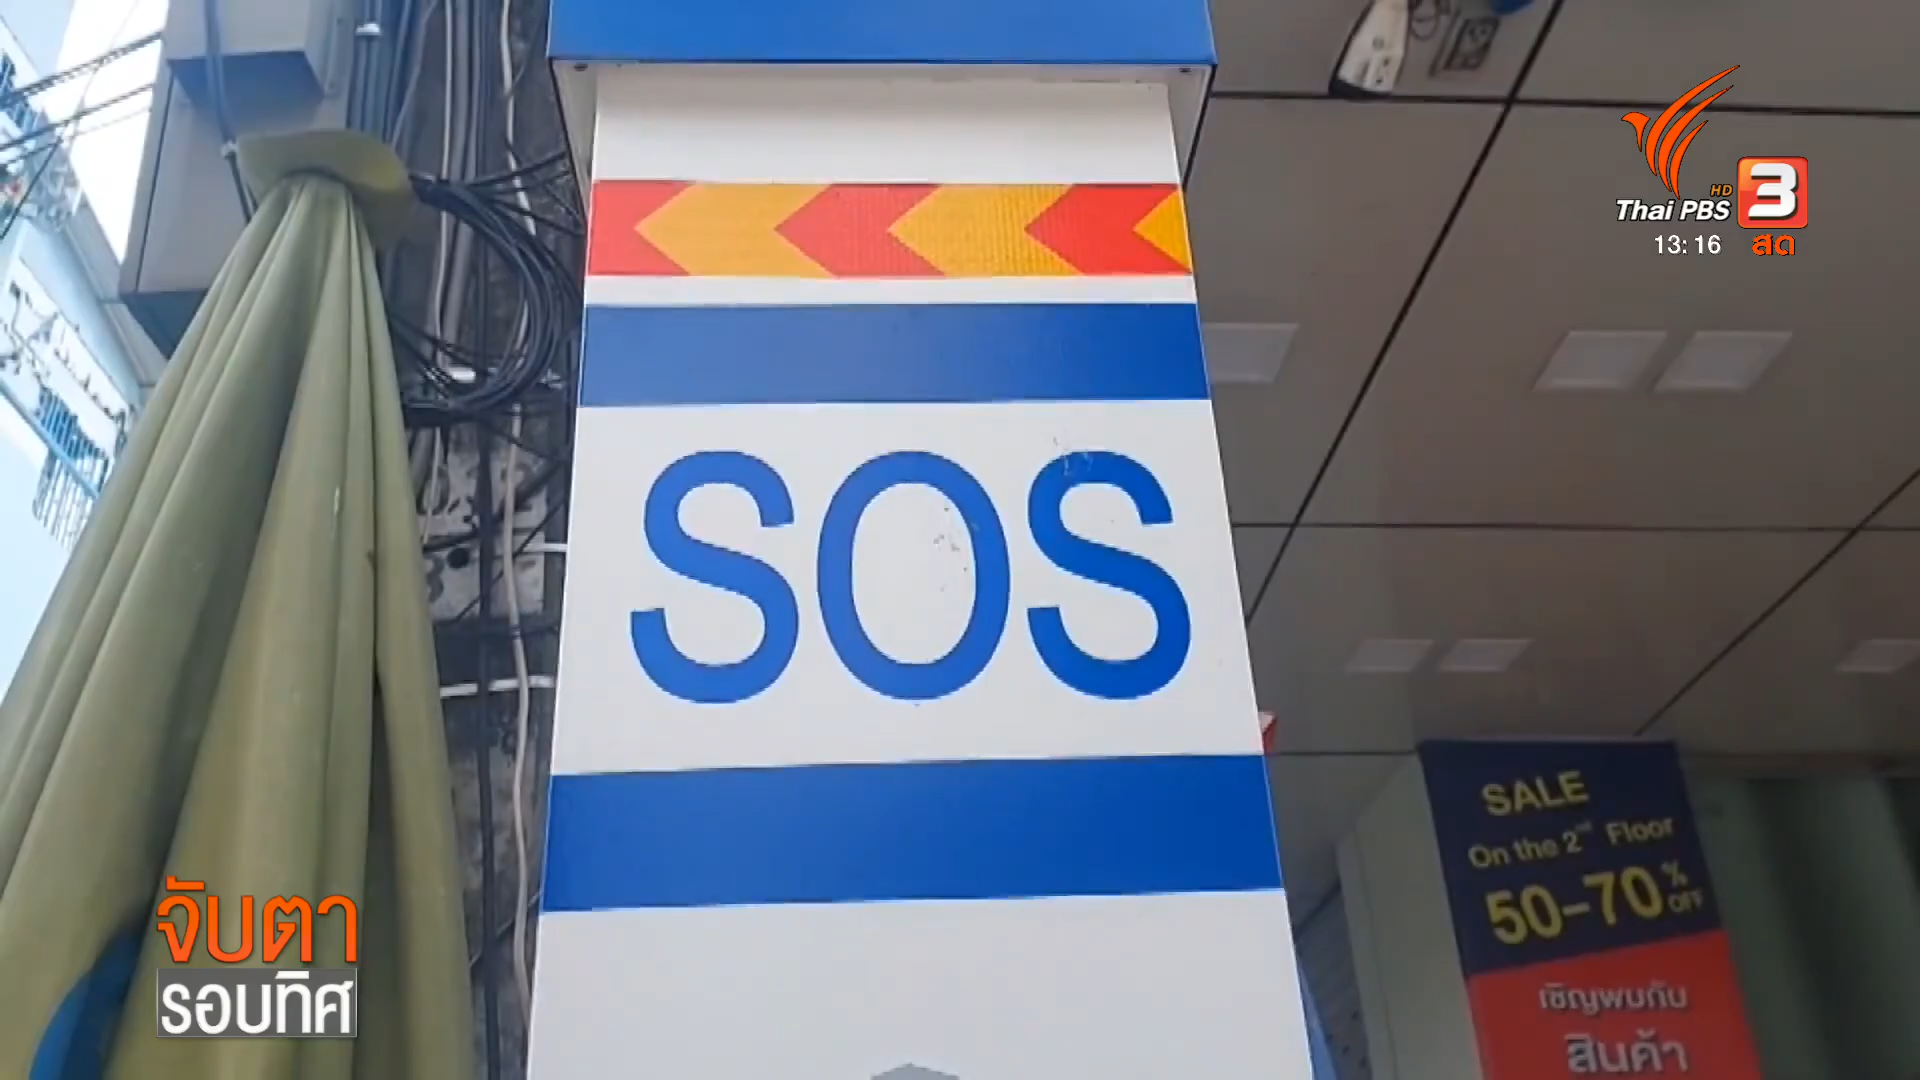 Thai PBS HD 3
13:16 สด
SOS
SALE
On the 2nd Floor
50-70% OFF
เชิญพบกับ
สินค้า
จับตา
รอบทิศ